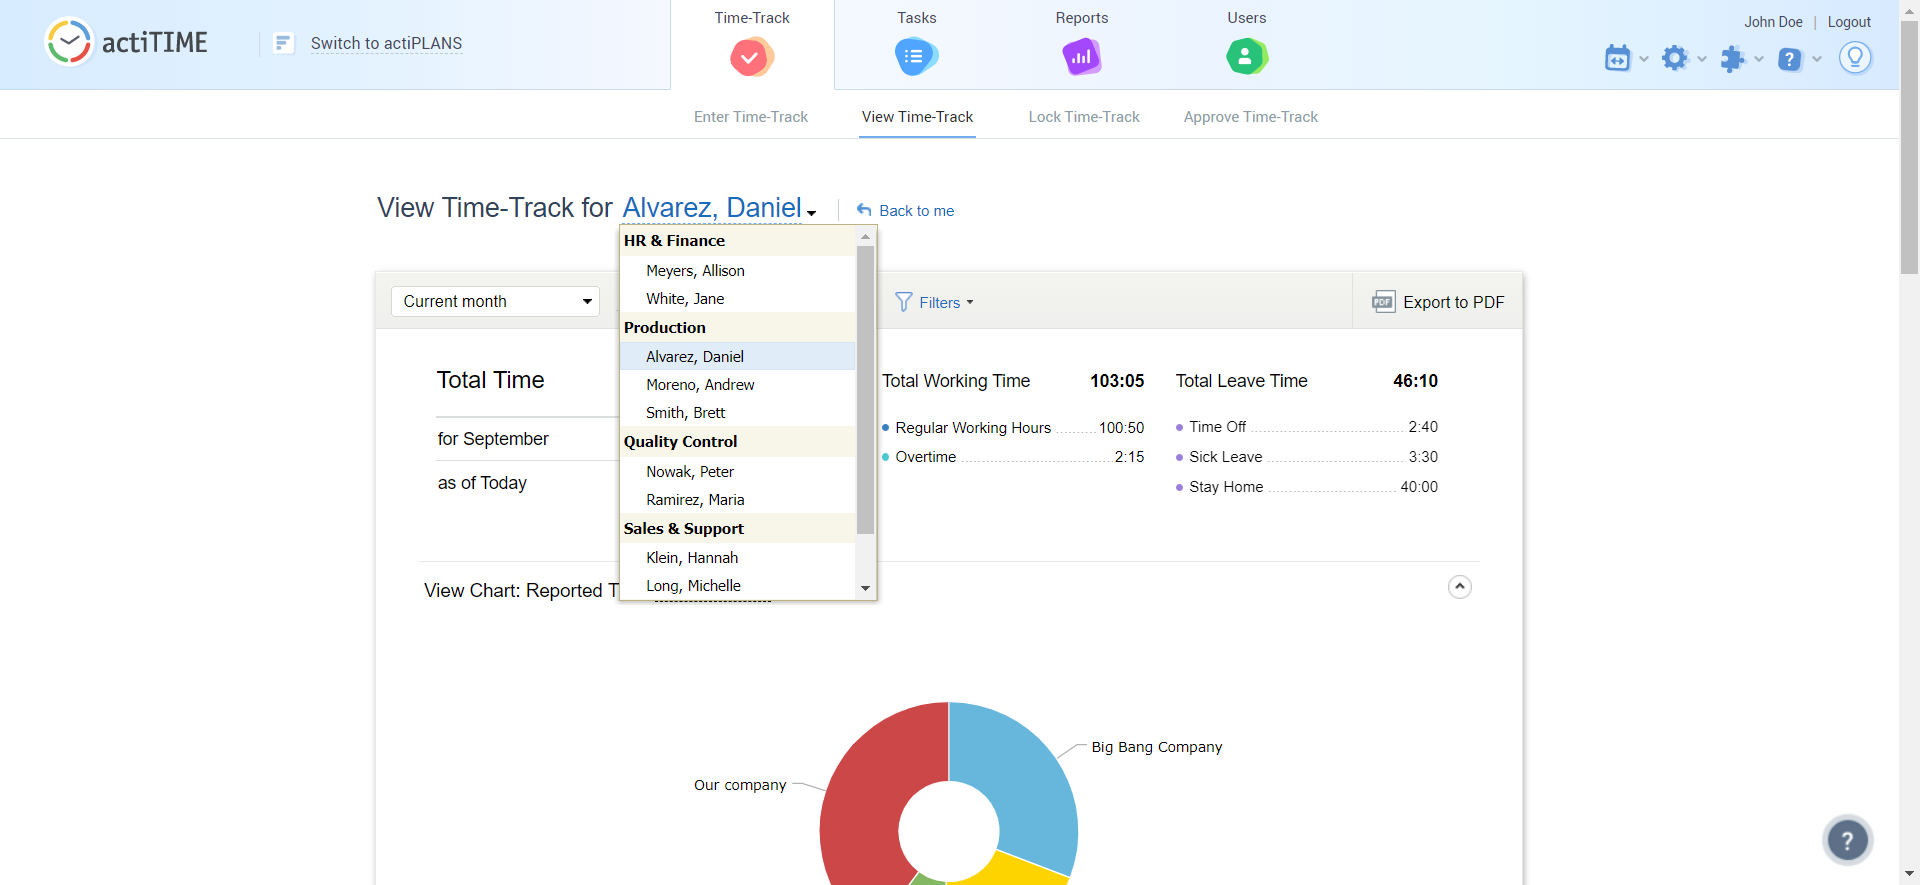 actiTIME
Switch to actiPLANS
Time-Track
Tasks
Reports
Users
John Doe | Logout
Enter Time-Track
View Time-Track
Lock Time-Track
Approve Time-Track
View Time-Track for Alvarez, Daniel
Back to me
HR & Finance
Meyers, Allison
White, Jane
Production
Alvarez, Daniel
Moreno, Andrew
Smith, Brett
Quality Control
Nowak, Peter
Ramirez, Maria
Sales & Support
Klein, Hannah
Long, Michelle
Current month
Filters
PDF Export to PDF
Total Time
for September
as of Today
Total Working Time 103:05
Regular Working Hours 100:50
Overtime 2:15
Total Leave Time 46:10
Time Off 2:40
Sick Leave 3:30
Stay Home 40:00
View Chart: Reported T
Big Bang Company
Our company
?